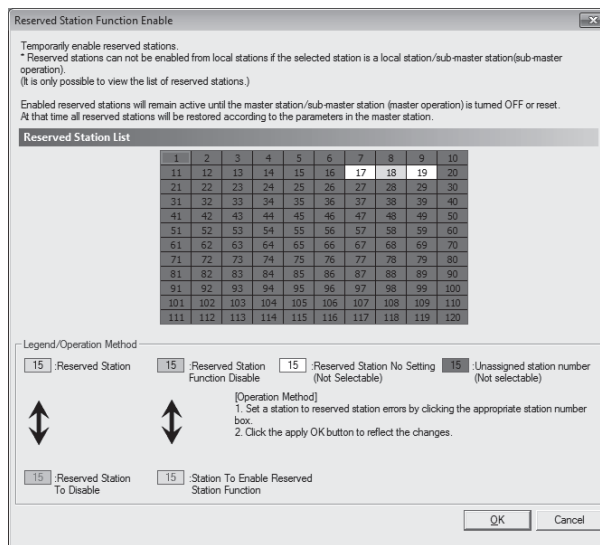 Reserved Station Function Enable
Temporarily enable reserved stations.
* Reserved stations can not be enabled from local stations if the selected station is a local station/sub-master station(sub-master
operation).
(It is only possible to view the list of reserved stations.)
Enabled reserved stations will remain active until the master station/sub-master station (master operation) is turned OFF or reset.
At that time all reserved stations will be restored according to the parameters in the master station.
Reserved Station List
1 2 3 4 5 6 7 8 9 10
11 12 13 14 15 16 17 18 19 20
21 22 23 24 25 26 27 28 29 30
31 32 33 34 35 36 37 38 39 40
41 42 43 44 45 46 47 48 49 50
51 52 53 54 55 56 57 58 59 60
61 62 63 64 65 66 67 68 69 70
71 72 73 74 75 76 77 78 79 80
81 82 83 84 85 86 87 88 89 90
91 92 93 94 95 96 97 98 99 100
101 102 103 104 105 106 107 108 109 110
111 112 113 114 115 116 117 118 119 120
Legend/Operation Method
15 :Reserved Station
15 :Reserved Station
Function Disable
15 :Reserved Station No Setting
(Not Selectable)
15 :Unassigned station number
(Not selectable)
[Operation Method]
1. Set a station to reserved station errors by clicking the appropriate station number
box.
2. Click the apply OK button to reflect the changes.
15 :Reserved Station
To Disable
15 :Station To Enable Reserved
Station Function
OK
Cancel